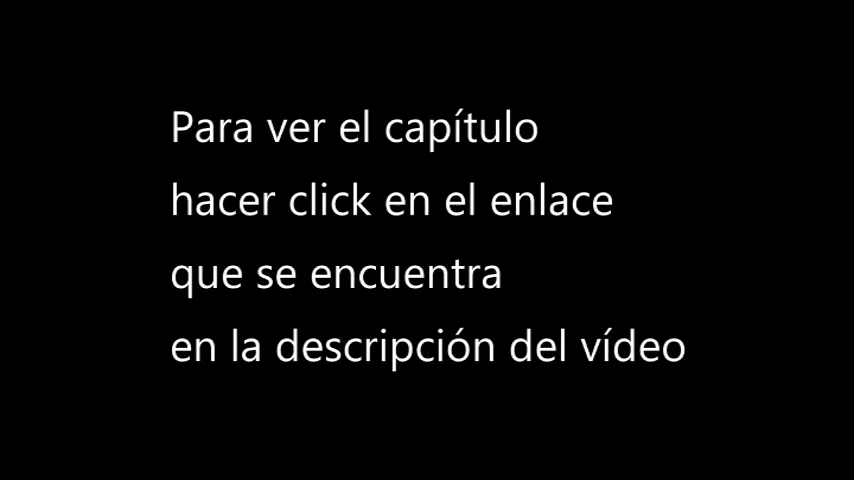 Para ver el capítulo
hacer click en el enlace
que se encuentra
en la descripción del vídeo